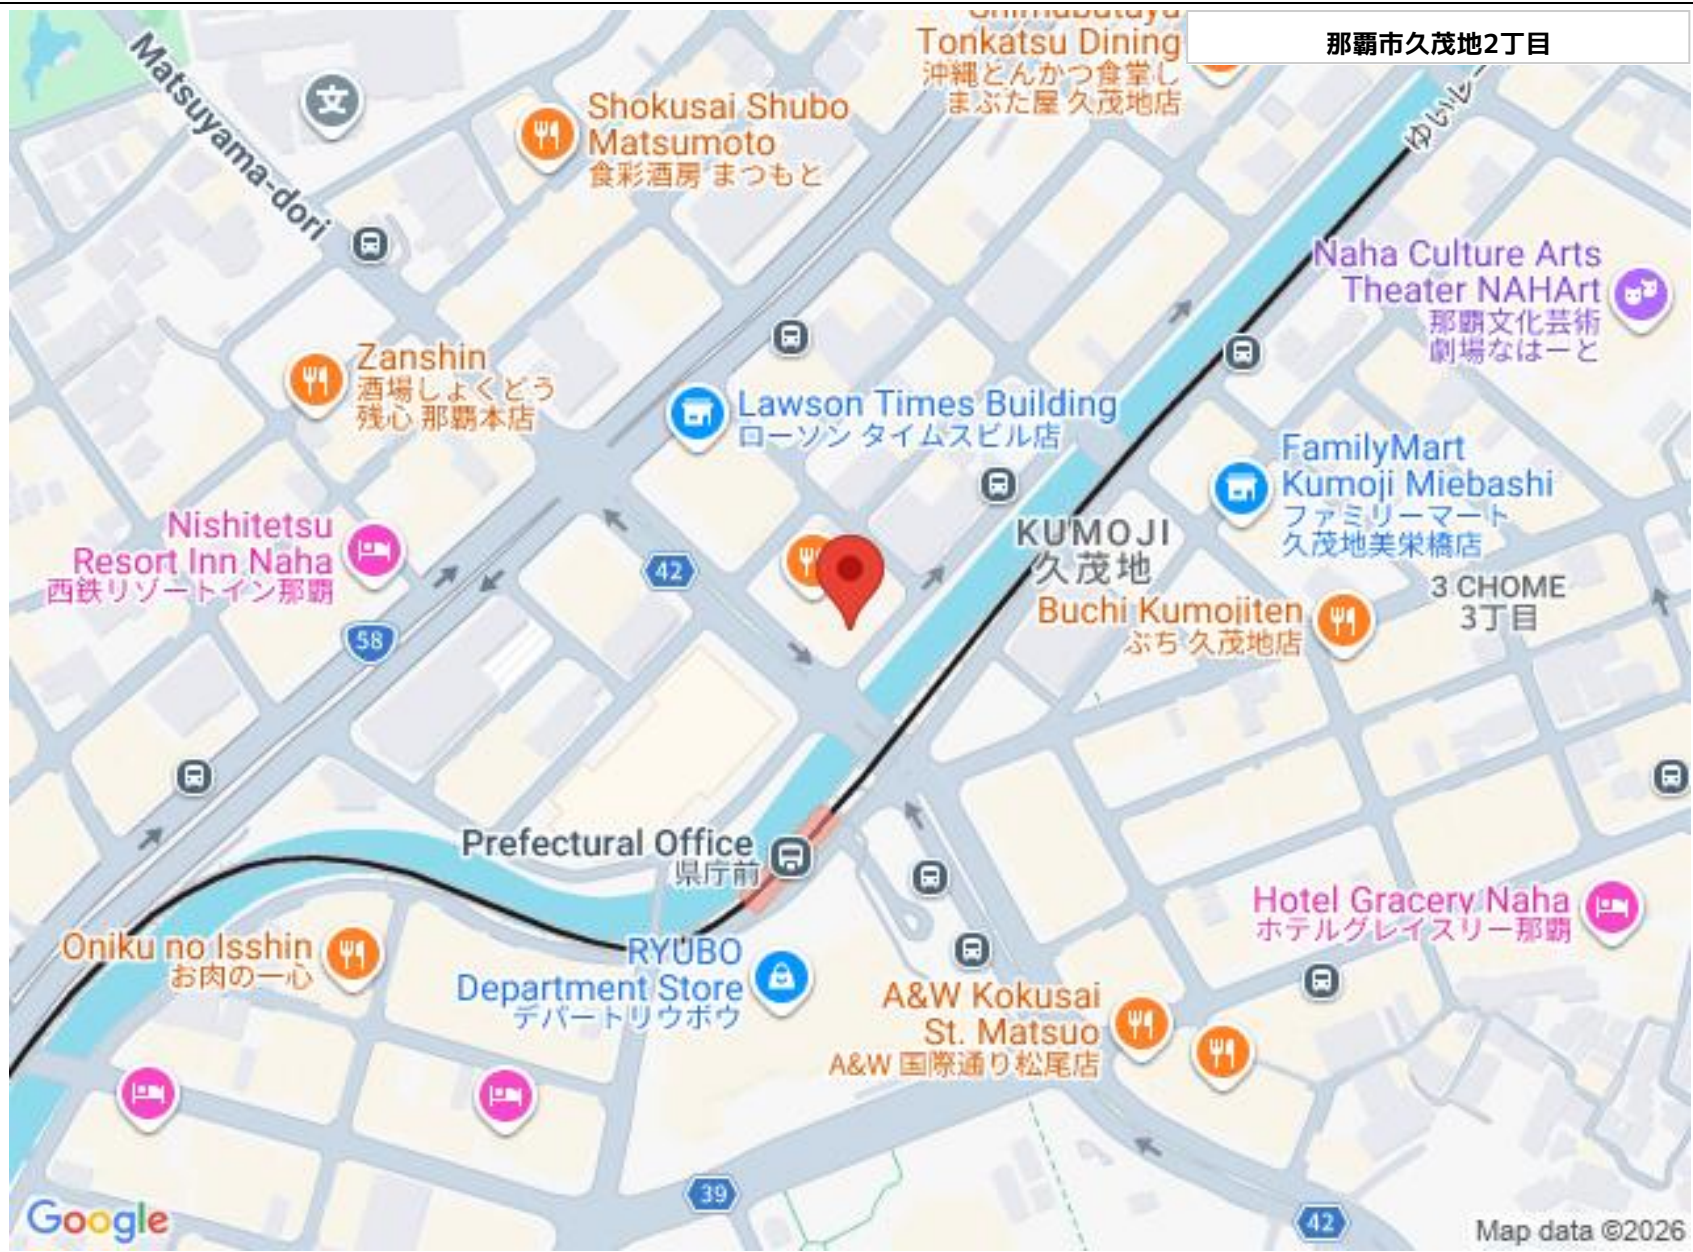 那覇市久茂地2丁目
Tonkatsu Dining
沖縄とんかつ食堂し
まぶた屋 久茂地店
Matsuyama-dori
文
Shokusai Shubo
Matsumoto
食彩酒房 まつもと
Naha Culture Arts
Theater NAHArt
那覇文化芸術
劇場なはーと
Zanshin
酒場しょくどう
残心 那覇本店
Lawson Times Building
ローソン タイムスビル店
FamilyMart
Kumoji Miebashi
ファミリーマート
久茂地美栄橋店
Nishitetsu
Resort Inn Naha
西鉄リゾートイン那覇
42
KUMOJI
久茂地
3 CHOME
3丁目
58
Buchi Kumojiten
ぶち 久茂地店
Prefectural Office
県庁前
Hotel Gracery Naha
ホテルグレイスリー那覇
Oniku no Isshin
お肉の一心
RYUBO
Department Store
デパートリウボウ
A&W Kokusai
St. Matsuo
A&W 国際通り松尾店
39
42
Google
Map data ©2026